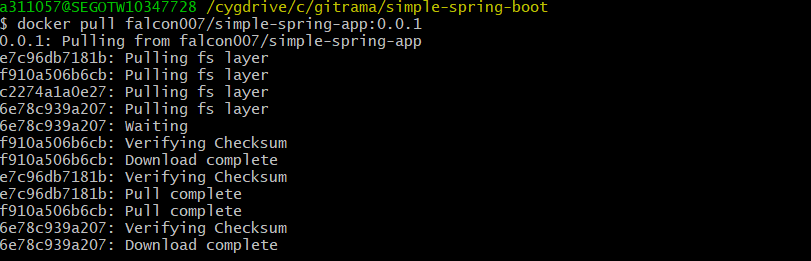 a311057@SEGOTW10347728 /cygdrive/c/gitrama/simple-spring-boot
$ docker pull falcon007/simple-spring-app:0.0.1
0.0.1: Pulling from falcon007/simple-spring-app
e7c96db7181b: Pulling fs layer
f910a506b6cb: Pulling fs layer
c2274a1a0e27: Pulling fs layer
6e78c939a207: Pulling fs layer
6e78c939a207: Waiting
f910a506b6cb: Verifying Checksum
f910a506b6cb: Download complete
e7c96db7181b: Verifying Checksum
e7c96db7181b: Pull complete
f910a506b6cb: Pull complete
6e78c939a207: Verifying Checksum
6e78c939a207: Download complete